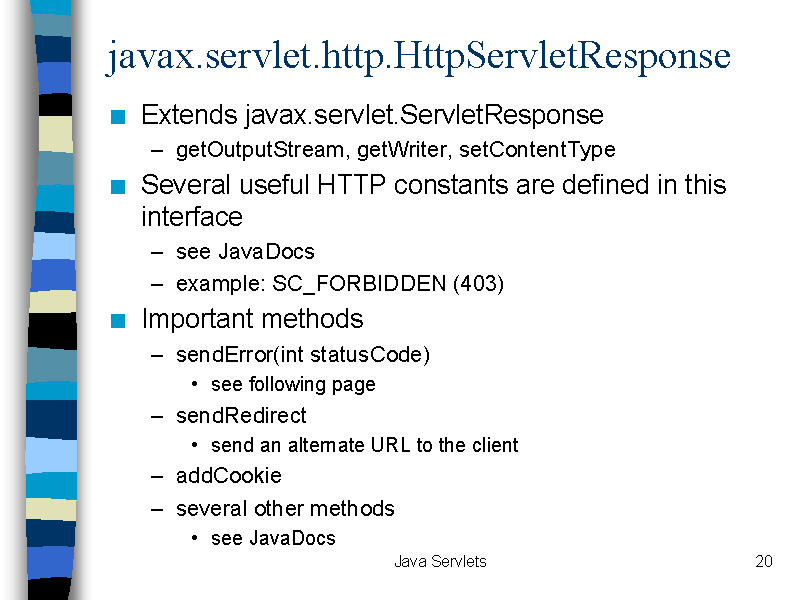 javax.servlet.http.HttpServletResponse
Extends javax.servlet.ServletResponse
– getOutputStream, getWriter, setContentType
Several useful HTTP constants are defined in this
interface
– see JavaDocs
– example: SC_FORBIDDEN (403)
Important methods
– sendError(int statusCode)
• see following page
– sendRedirect
• send an alternate URL to the client
– addCookie
– several other methods
• see JavaDocs
Java Servlets
20